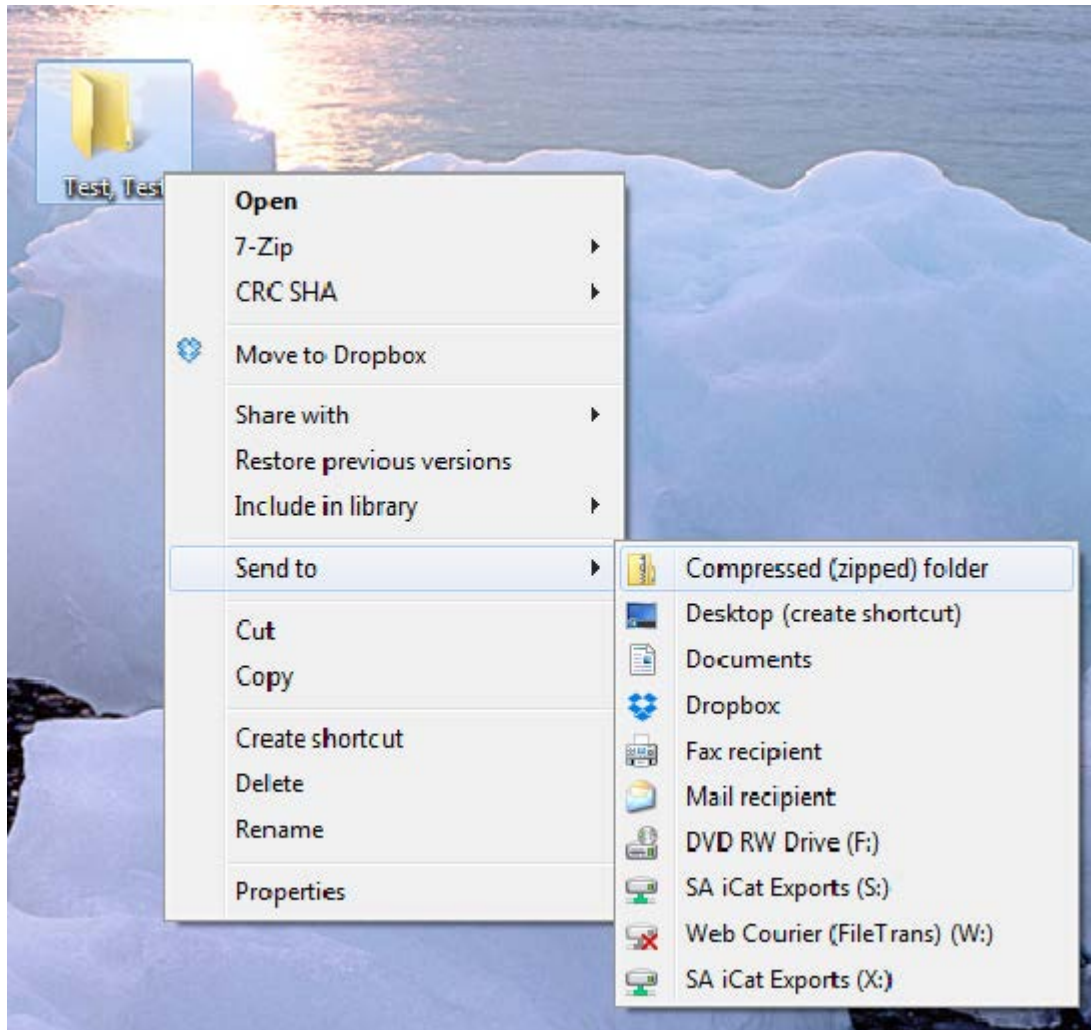 Test, Test
Open
7-Zip
CRC SHA
Move to Dropbox
Share with
Restore previous versions
Include in library
Send to
Cut
Copy
Create shortcut
Delete
Rename
Properties
Compressed (zipped) folder
Desktop (create shortcut)
Documents
Dropbox
Fax recipient
Mail recipient
DVD RW Drive (F:)
SA iCat Exports (S:)
Web Courier (FileTrans) (W:)
SA iCat Exports (X:)